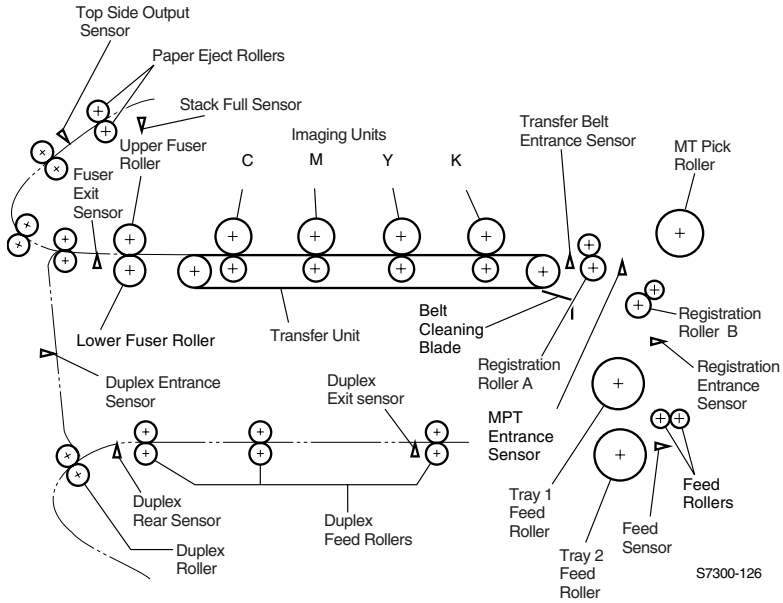 Top Side Output
Sensor
Paper Eject Rollers
Stack Full Sensor
Upper Fuser
Roller
Fuser
Exit
Sensor
Imaging Units
C
M
Y
K
Transfer Belt
Entrance Sensor
MT Pick
Roller
Lower Fuser Roller
Transfer Unit
Belt
Cleaning
Blade
Registration
Roller A
Registration
Roller B
Registration
Entrance
Sensor
MPT
Entrance
Sensor
Duplex Entrance
Sensor
Duplex
Exit sensor
Duplex
Rear Sensor
Duplex
Roller
Duplex
Feed Rollers
Tray 1
Feed
Roller
Tray 2
Feed
Roller
Feed
Sensor
Feed
Rollers
S7300-126